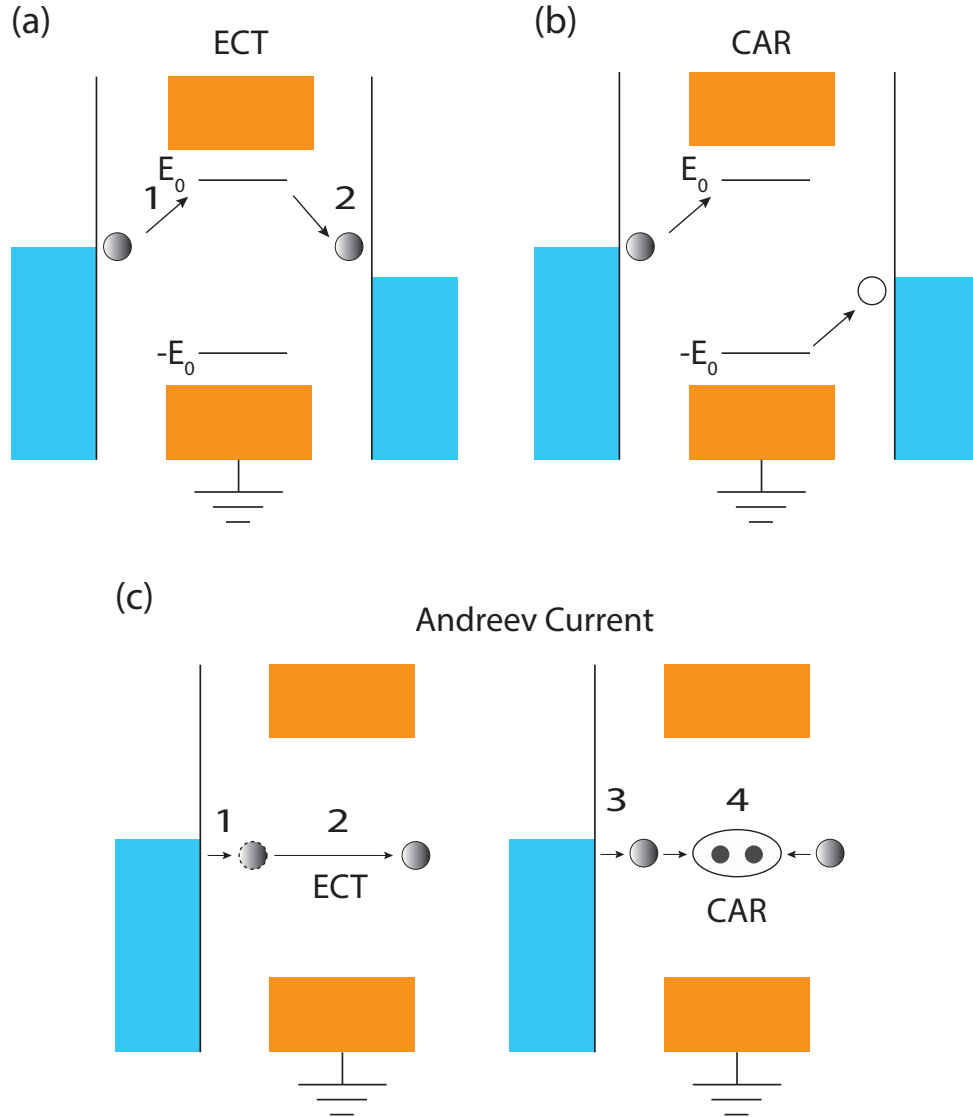 (a)
ECT
E₀
1
2
-E₀
(b)
CAR
E₀
-E₀
(c)
Andreev Current
1
2
ECT
3
4
CAR